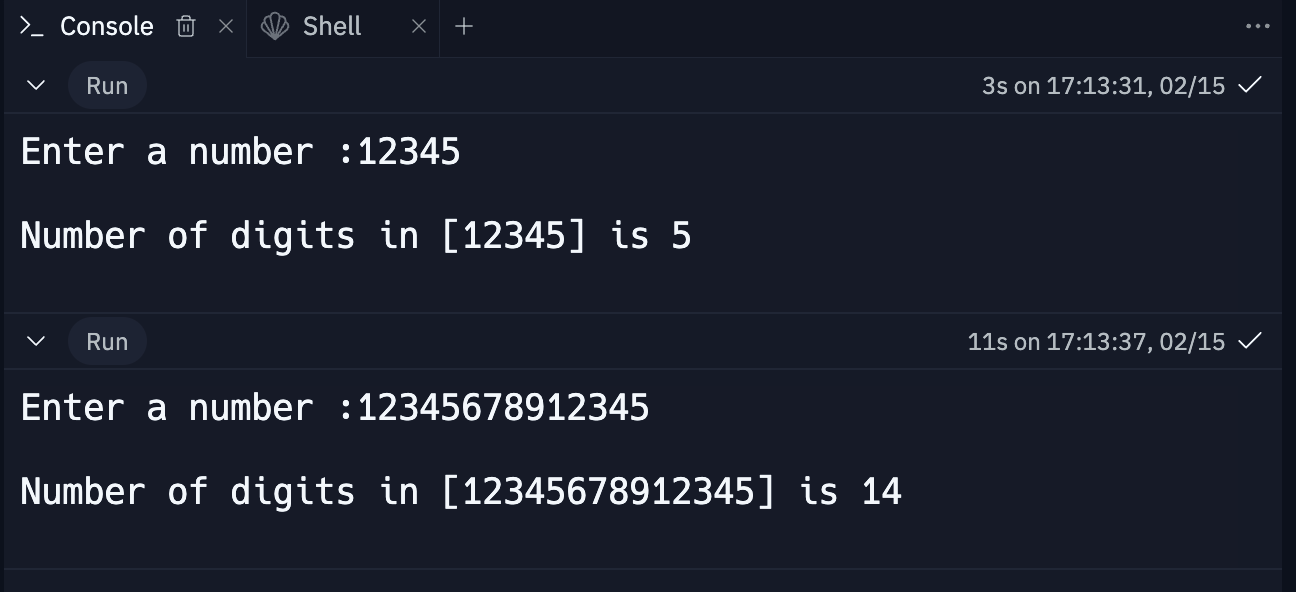 Console
Shell
Run
3s on 17:13:31, 02/15
Enter a number :12345
Number of digits in [12345] is 5
Run
11s on 17:13:37, 02/15
Enter a number :12345678912345
Number of digits in [12345678912345] is 14